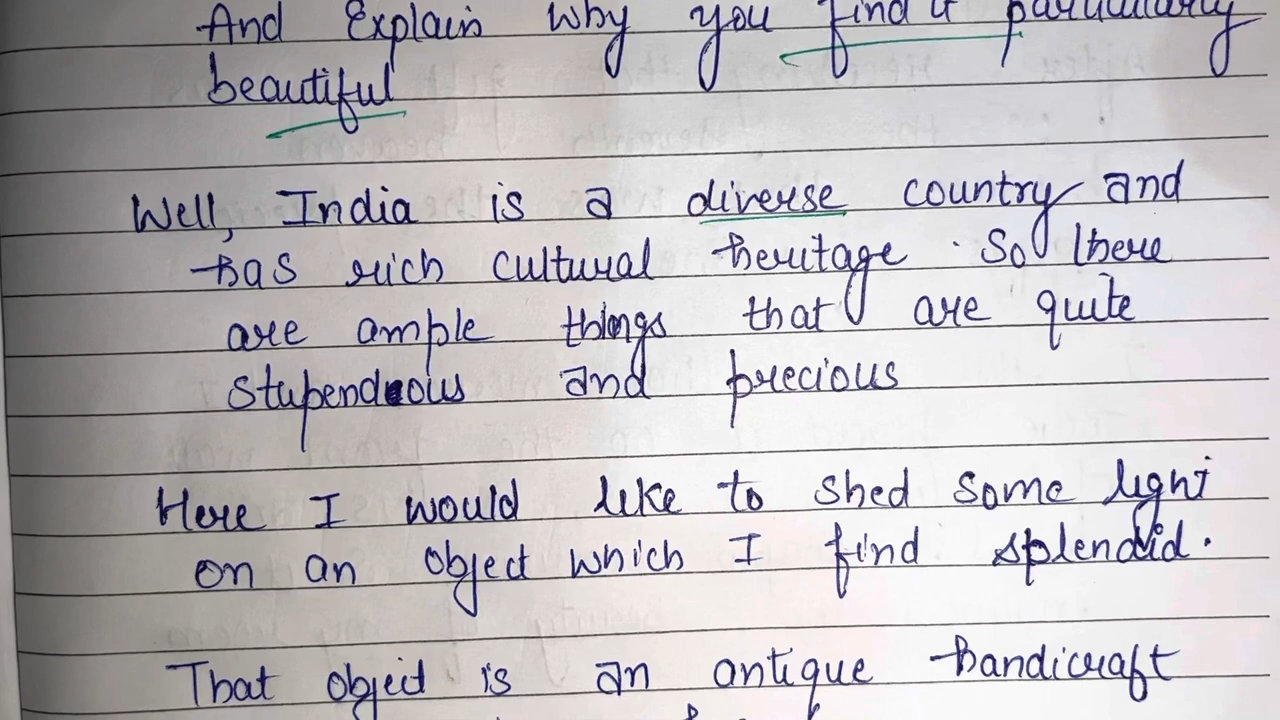 And Explain why you find it particularly
beautiful
Well, India is a diverse country and
has rich cultural heritage. So there
are ample things that are quite
stupendous and precious
Here I would like to shed some light
on an object which I find splendid.
That object is an antique handicraft